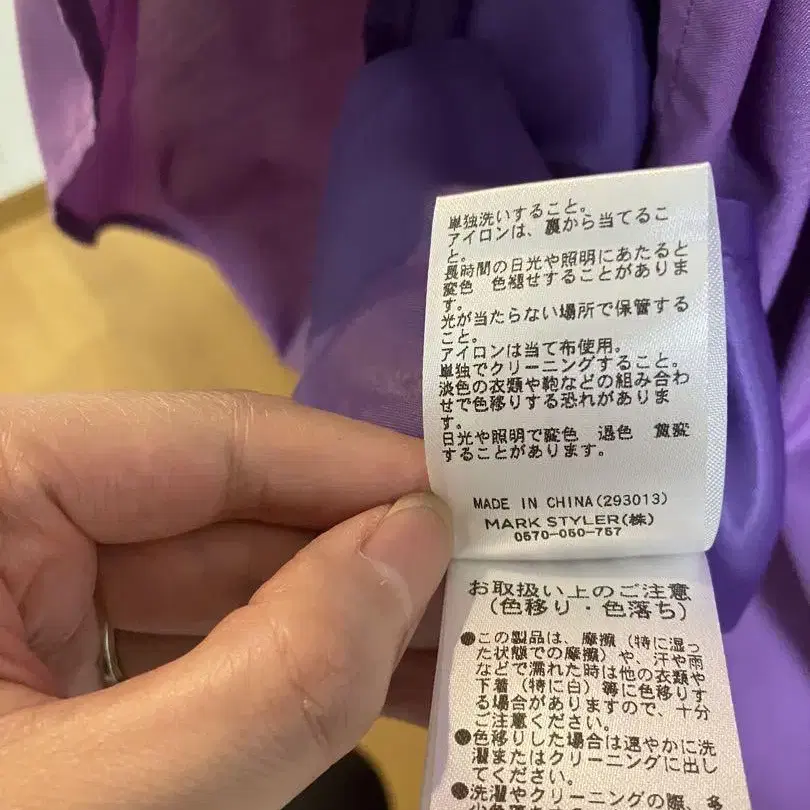 単独洗いすること。
アイロンは、裏から当てるこ
と。
長時間の日光や照明にあたると
変色 色褪せすることがありま
す。
光が当たらない場所で保管する
こと。
アイロンは当て布使用。
単独でクリーニングすること。
淡色の衣類や鞄などの組み合わ
せで色移りする恐れがありま
す。
日光や照明で変色 退色 黄変
することがあります。
MADE IN CHINA(293013)
MARK STYLER(株)
0570-050-757
お取扱い上のご注意
(色移り・色落ち)
●この製品は、摩擦(特に湿っ
た状態での摩擦)や、汗や雨
などで濡れた時は他の衣類や
下着(特に白)等に色移りす
る場合がありますので、十分
ご注意ください。
●色移りした場合は速やかに洗
濯またはクリーニングに出し
てください。
●洗濯やクリーニングの際、多